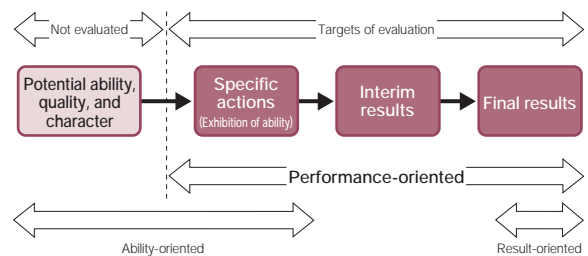 Not evaluated
Targets of evaluation
Potential ability,
quality, and
character
Specific
actions
(Exhibition of ability)
Interim
results
Final results
Performance-oriented
Ability-oriented
Result-oriented